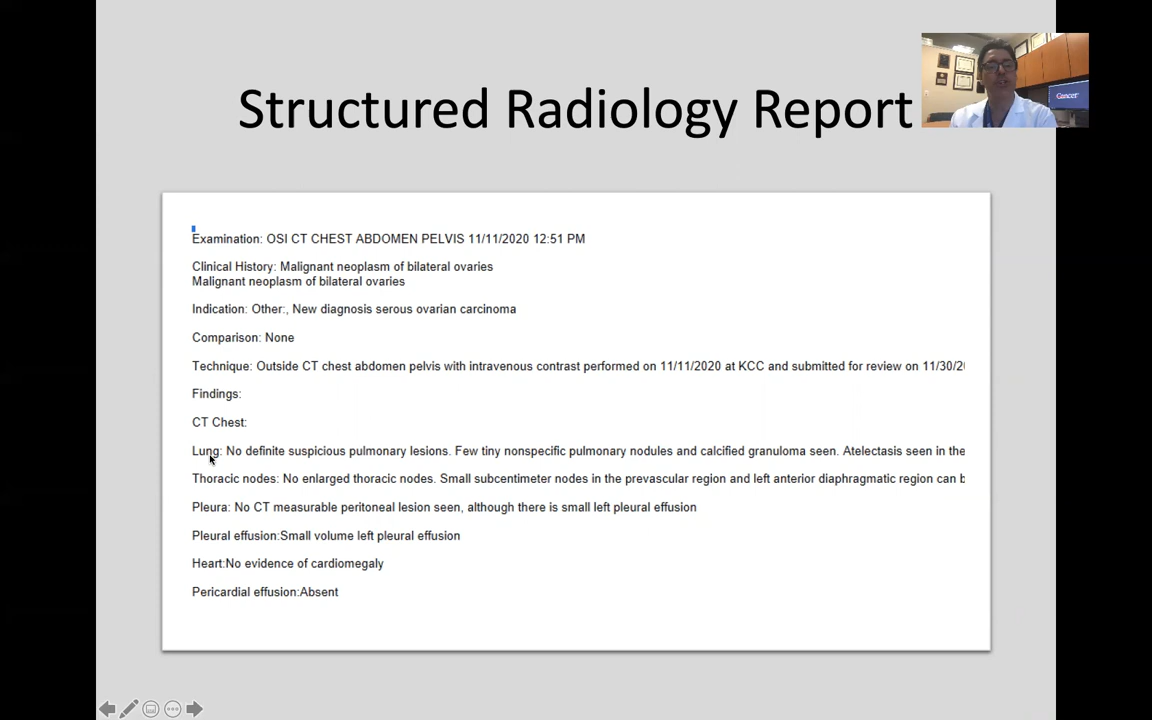 Structured Radiology Report
Cancer
Examination: OSI CT CHEST ABDOMEN PELVIS 11/11/2020 12:51 PM
Clinical History: Malignant neoplasm of bilateral ovaries
Malignant neoplasm of bilateral ovaries
Indication: Other:, New diagnosis serous ovarian carcinoma
Comparison: None
Technique: Outside CT chest abdomen pelvis with intravenous contrast performed on 11/11/2020 at KCC and submitted for review on 11/30/2
Findings:
CT Chest:
Lung: No definite suspicious pulmonary lesions. Few tiny nonspecific pulmonary nodules and calcified granuloma seen. Atelectasis seen in the
Thoracic nodes: No enlarged thoracic nodes. Small subcentimeter nodes in the prevascular region and left anterior diaphragmatic region can b
Pleura: No CT measurable peritoneal lesion seen, although there is small left pleural effusion
Pleural effusion:Small volume left pleural effusion
Heart:No evidence of cardiomegaly
Pericardial effusion:Absent